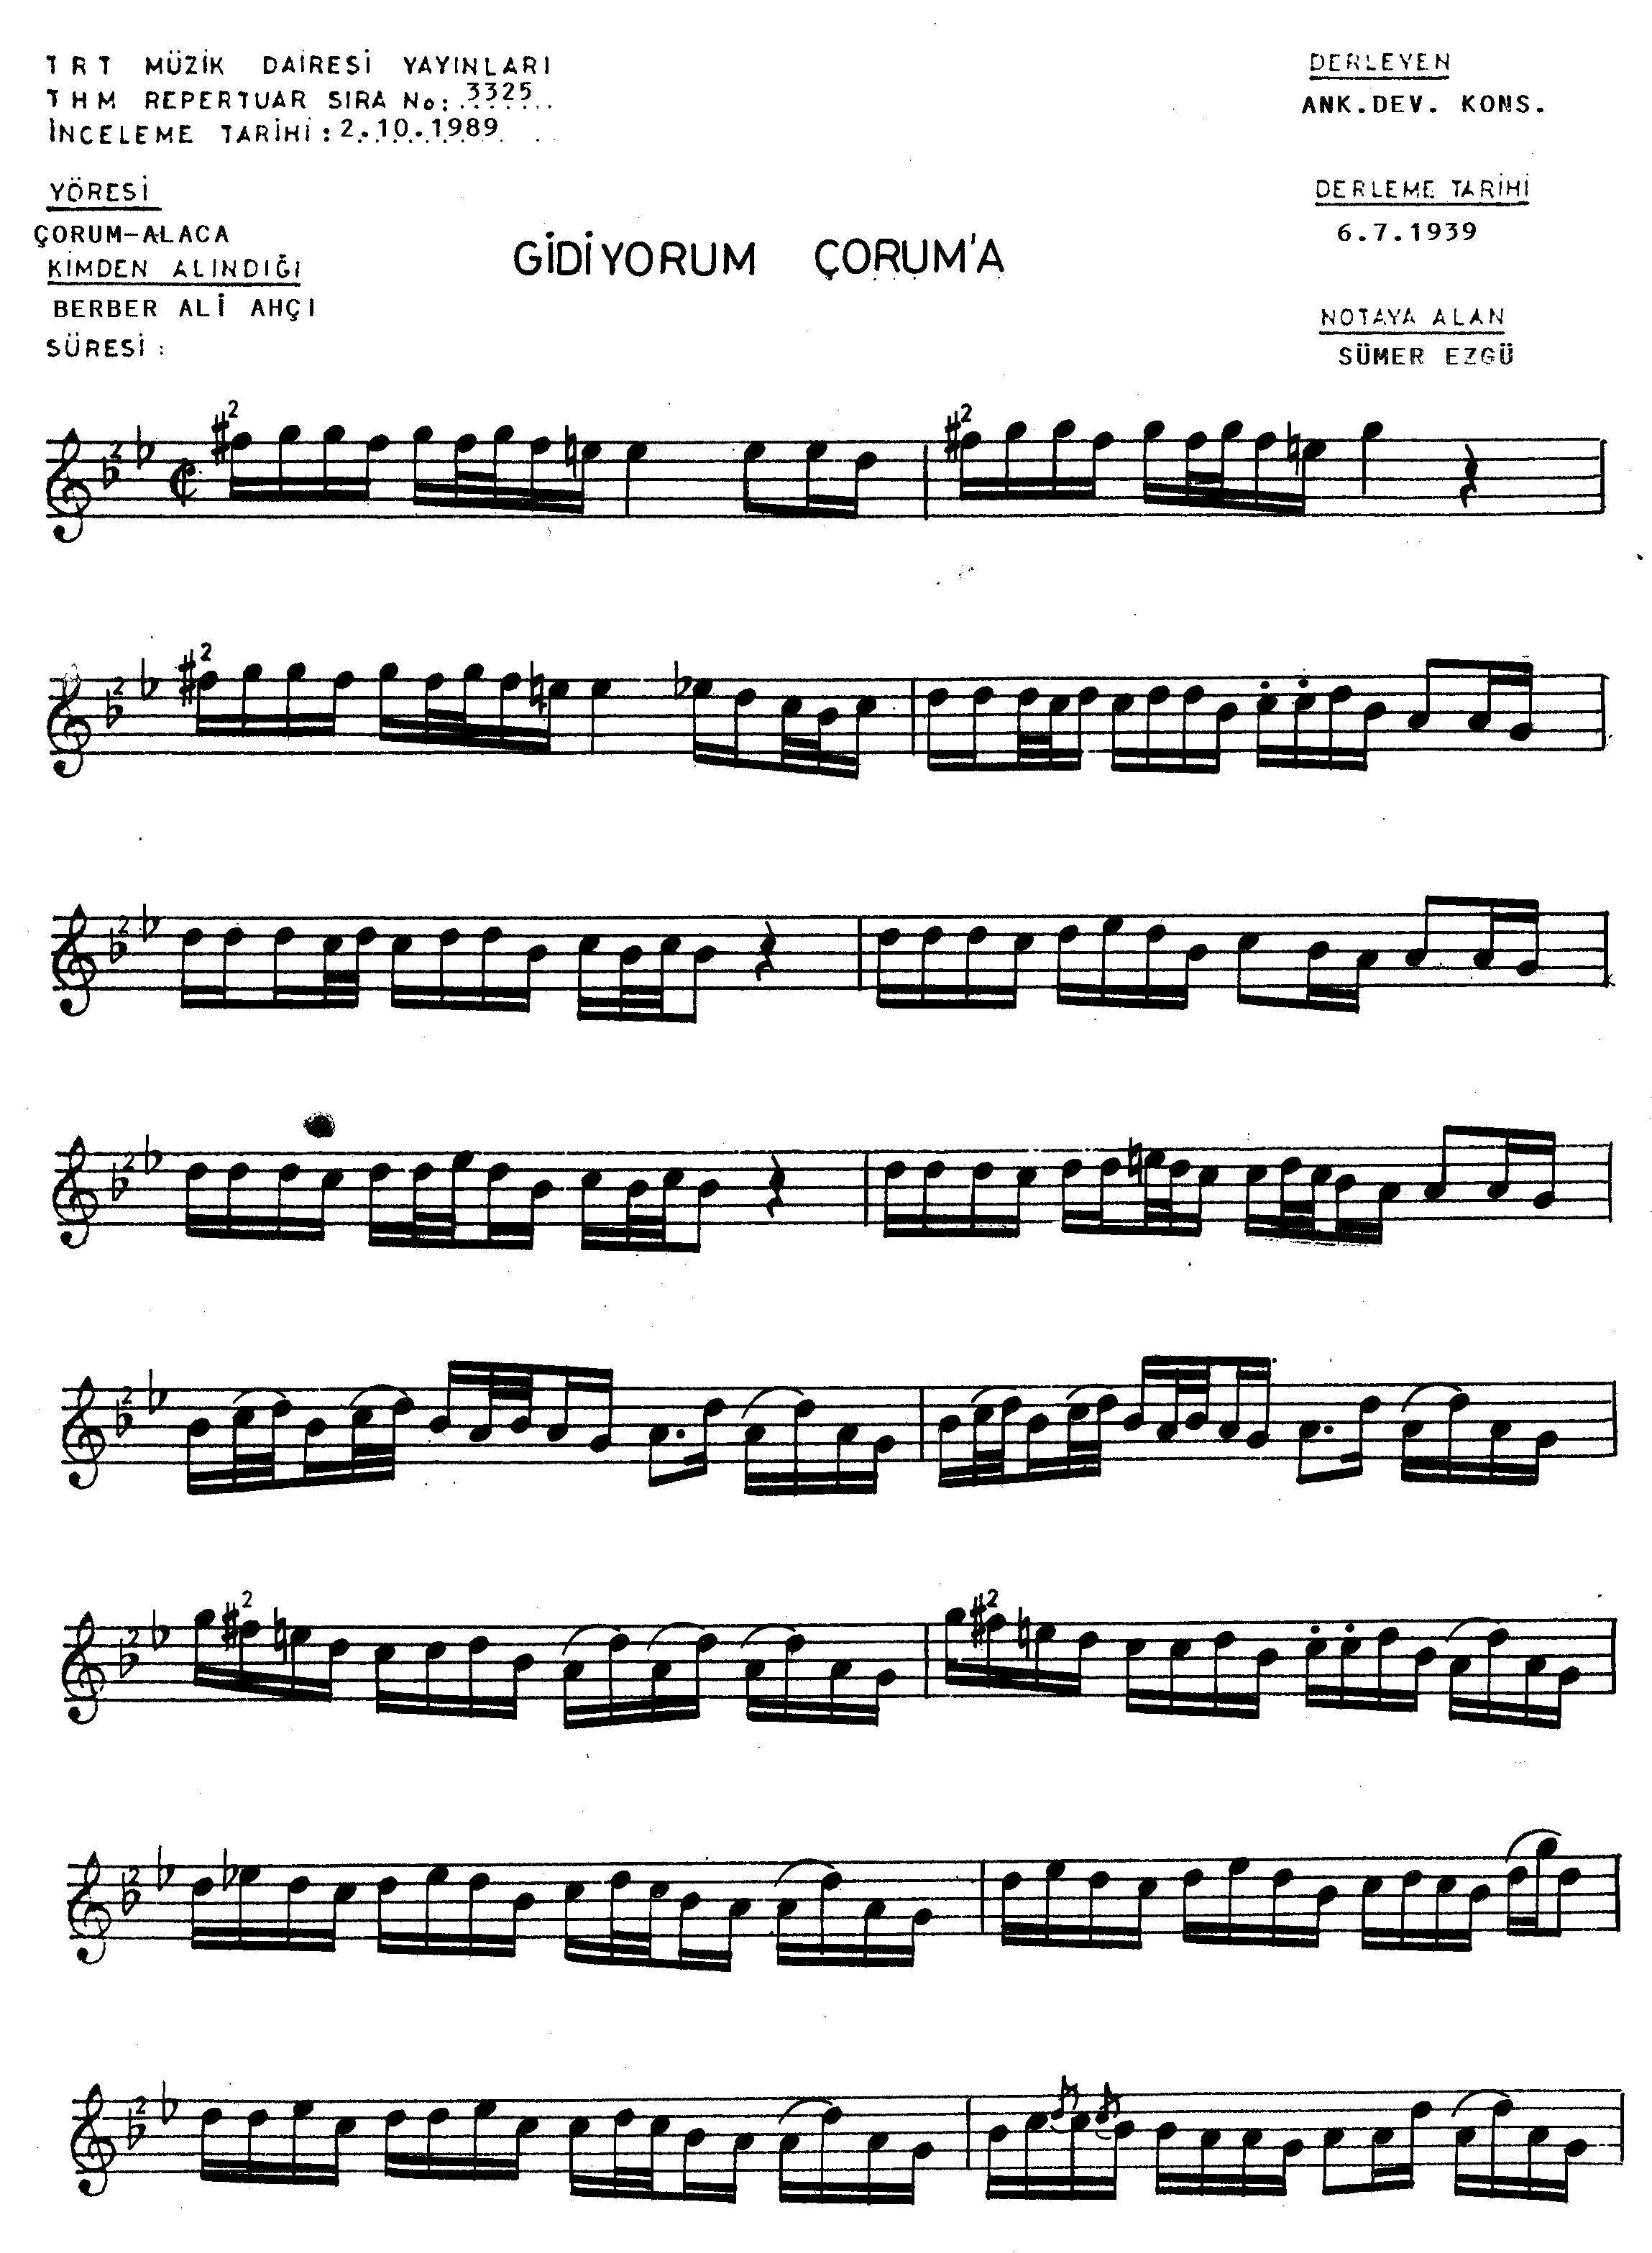 TRT MÜZİK DAİRESİ YAYINLARI
THM REPERTUAR SIRA No: 3325
İNCELEME TARİHİ: 2.10.1989
YÖRESİ
ÇORUM-ALACA
KİMDEN ALINDIĞI
BERBER ALİ AHÇI
SÜRESİ:
GİDİYORUM ÇORUM'A
DERLEYEN
ANK.DEV. KONS.
DERLEME TARİHİ
6.7.1939
NOTAYA ALAN
SÜMER EZGÜ